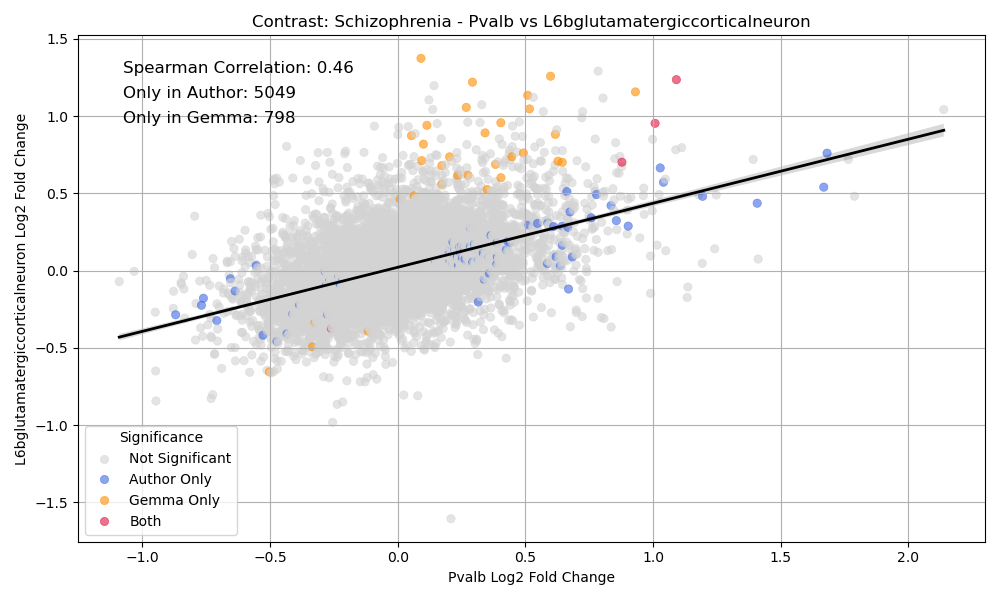 Contrast: Schizophrenia - Pvalb vs L6bglutamatergiccorticalneuron
Spearman Correlation: 0.46
Only in Author: 5049
Only in Gemma: 798
L6bglutamatergiccorticalneuron Log2 Fold Change
1.5
1.0
0.5
0.0
−0.5
−1.0
−1.5
Significance
Not Significant
Author Only
Gemma Only
Both
−1.0
−0.5
0.0
0.5
1.0
1.5
2.0
Pvalb Log2 Fold Change